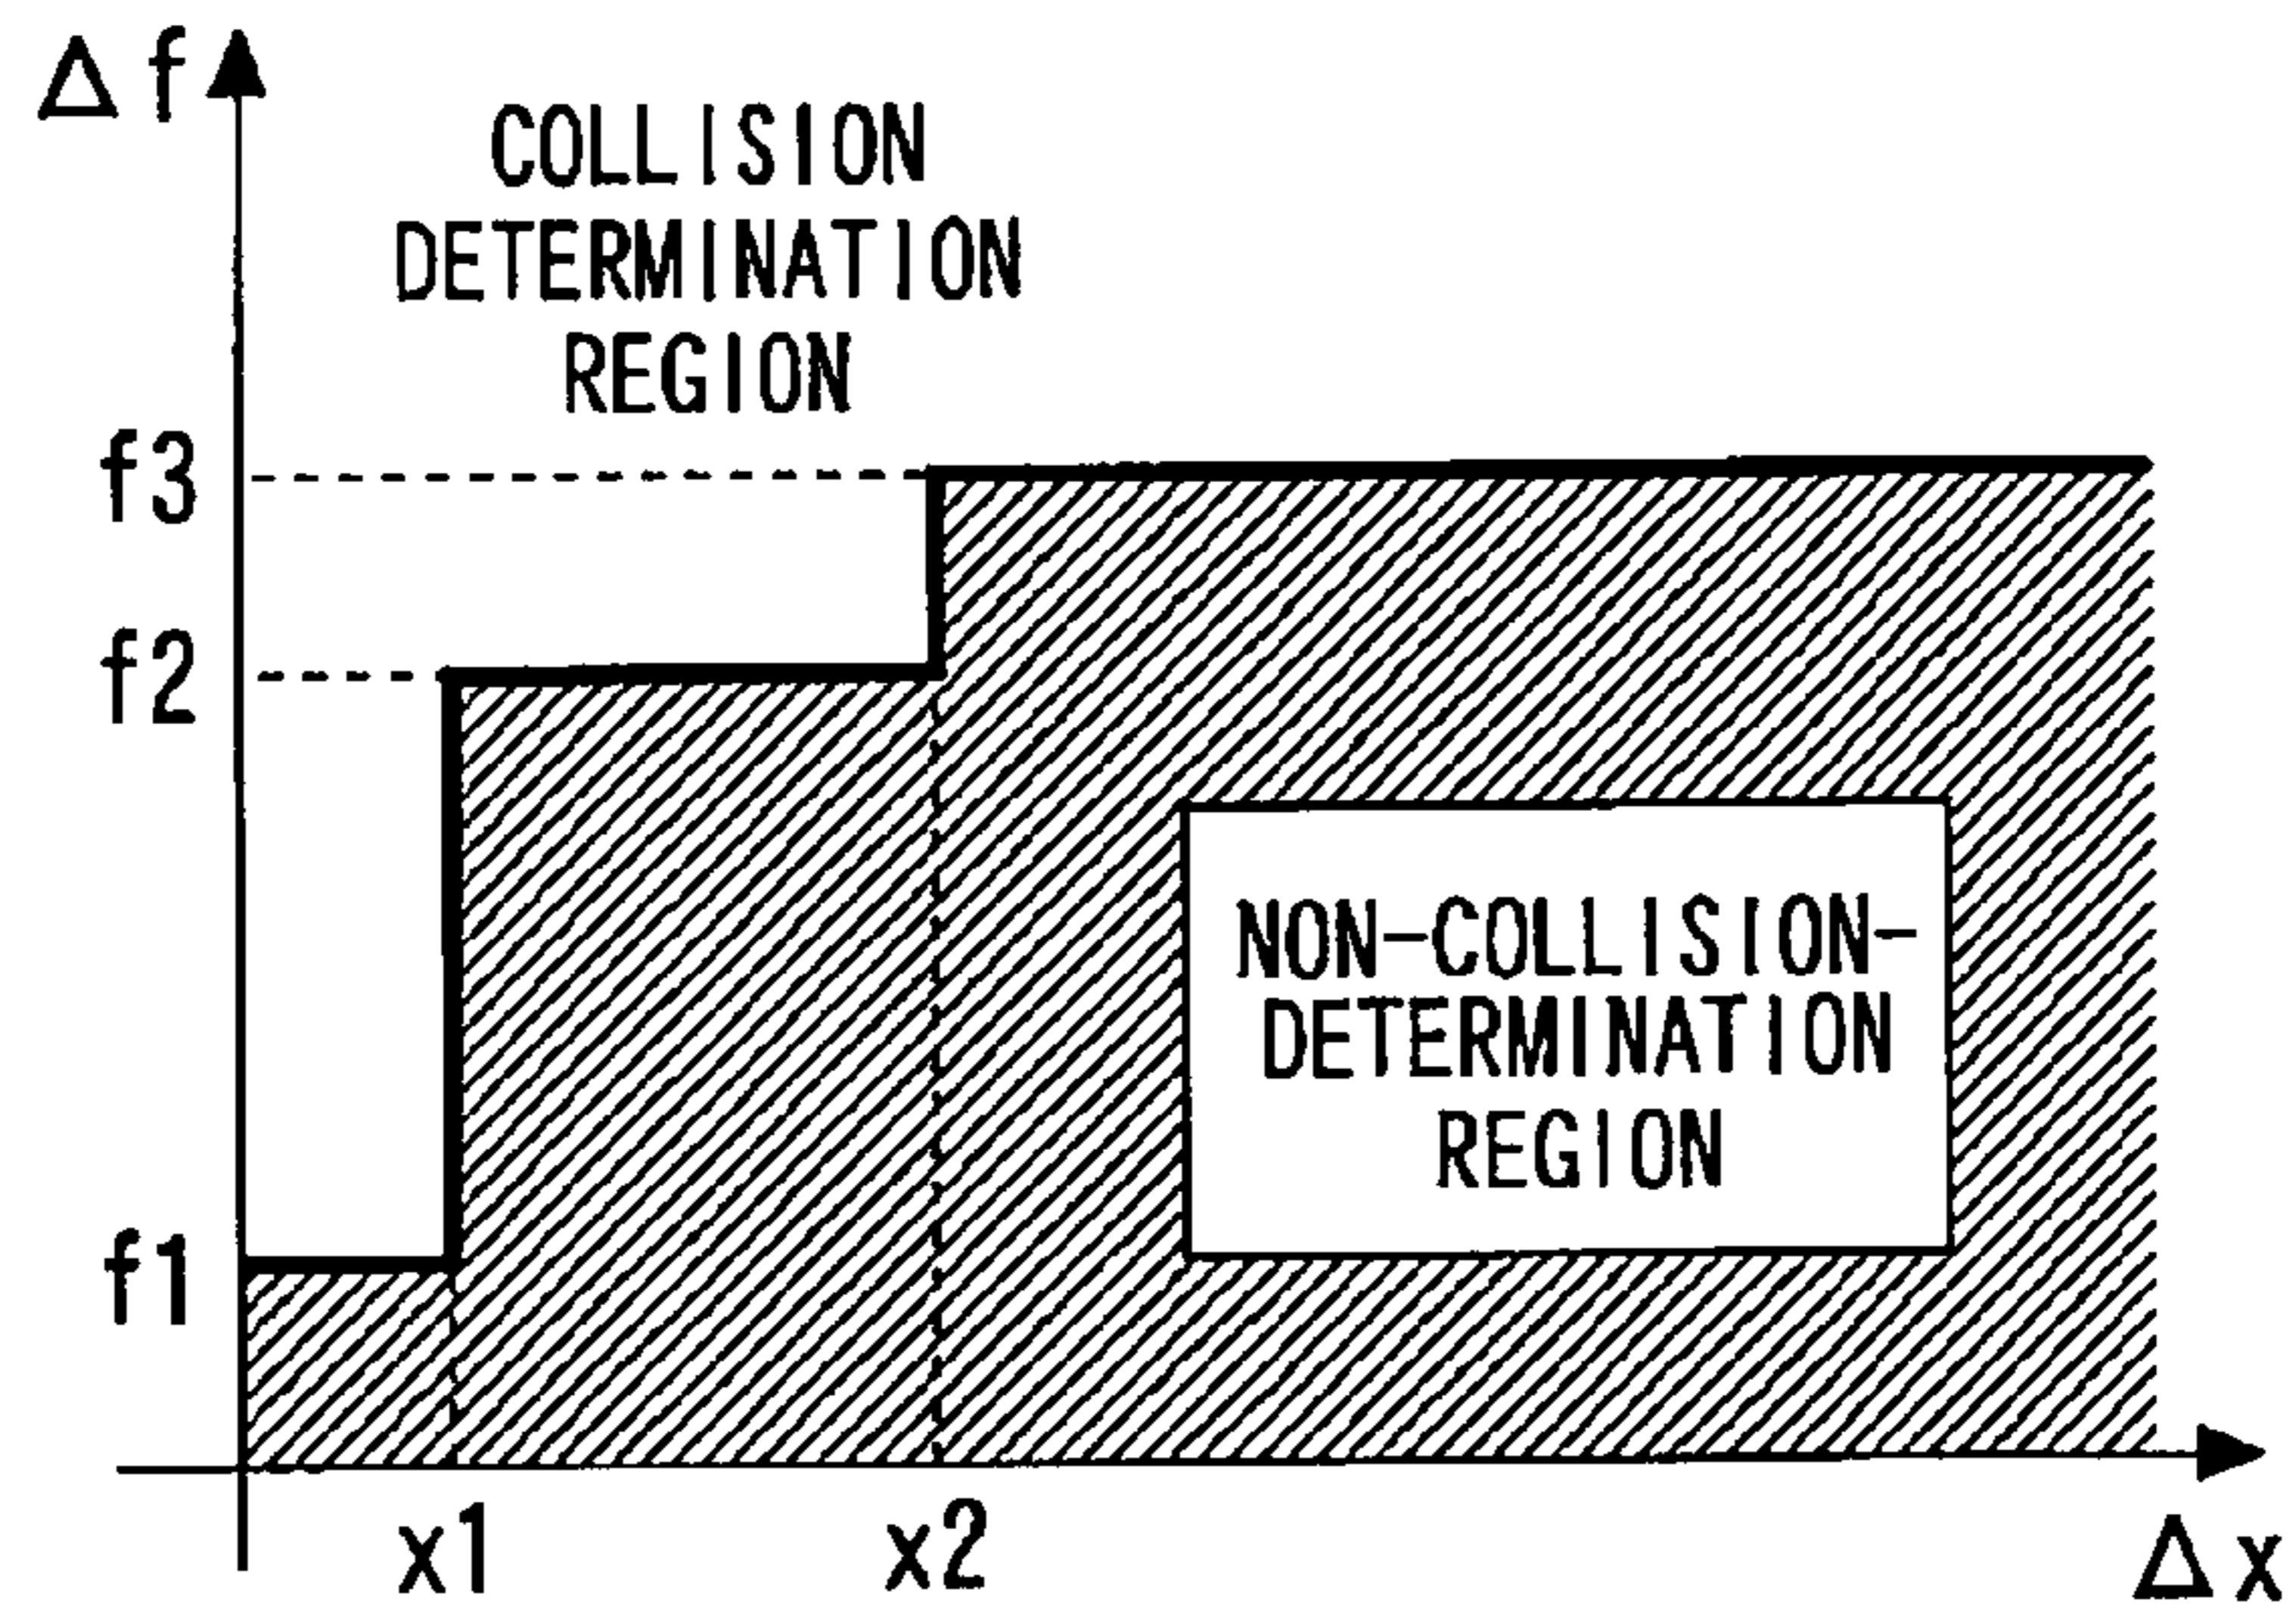 Δf
COLLISION
DETERMINATION
REGION
f3
f2
NON-COLLISION-
DETERMINATION
REGION
f1
x1
x2
Δx